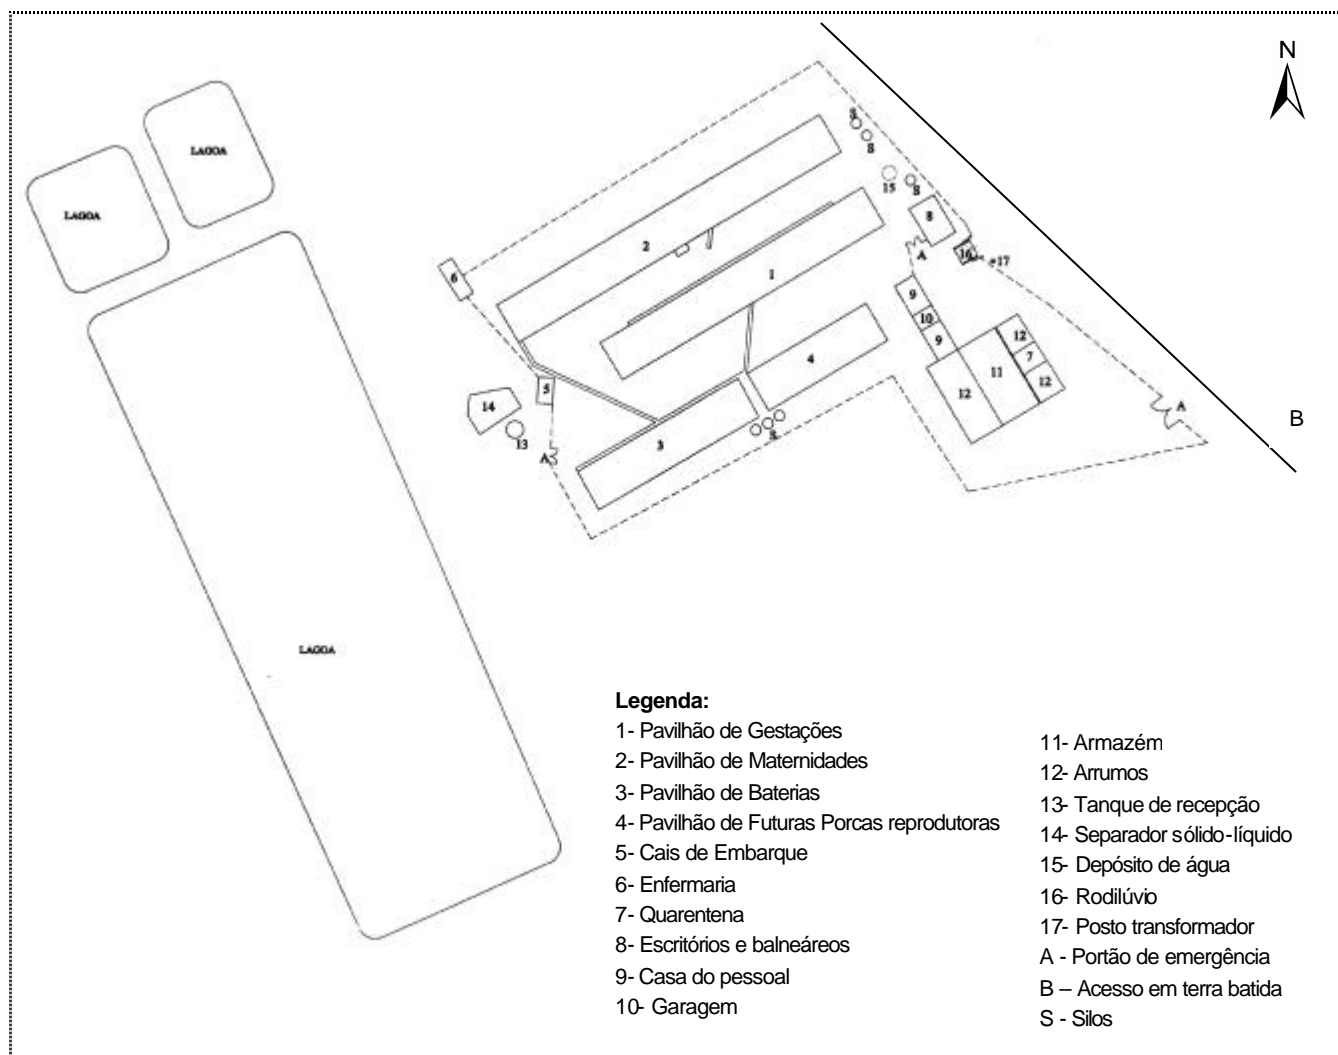 N
S
S
LAGOA
15
S
8
LAGOA
2
A
16
17
6
1
9
10
12
9
4
11
7
5
12
12
14
A
B
13
S
3
A
LAGOA
Legenda:
1- Pavilhão de Gestações
2- Pavilhão de Maternidades
3- Pavilhão de Baterias
4- Pavilhão de Futuras Porcas reprodutoras
5- Cais de Embarque
6- Enfermaria
7- Quarentena
8- Escritórios e balneáreos
9- Casa do pessoal
10- Garagem
11- Armazém
12- Arrumos
13- Tanque de recepção
14- Separador sólido-líquido
15- Depósito de água
16- Rodilúvio
17- Posto transformador
A - Portão de emergência
B – Acesso em terra batida
S - Silos